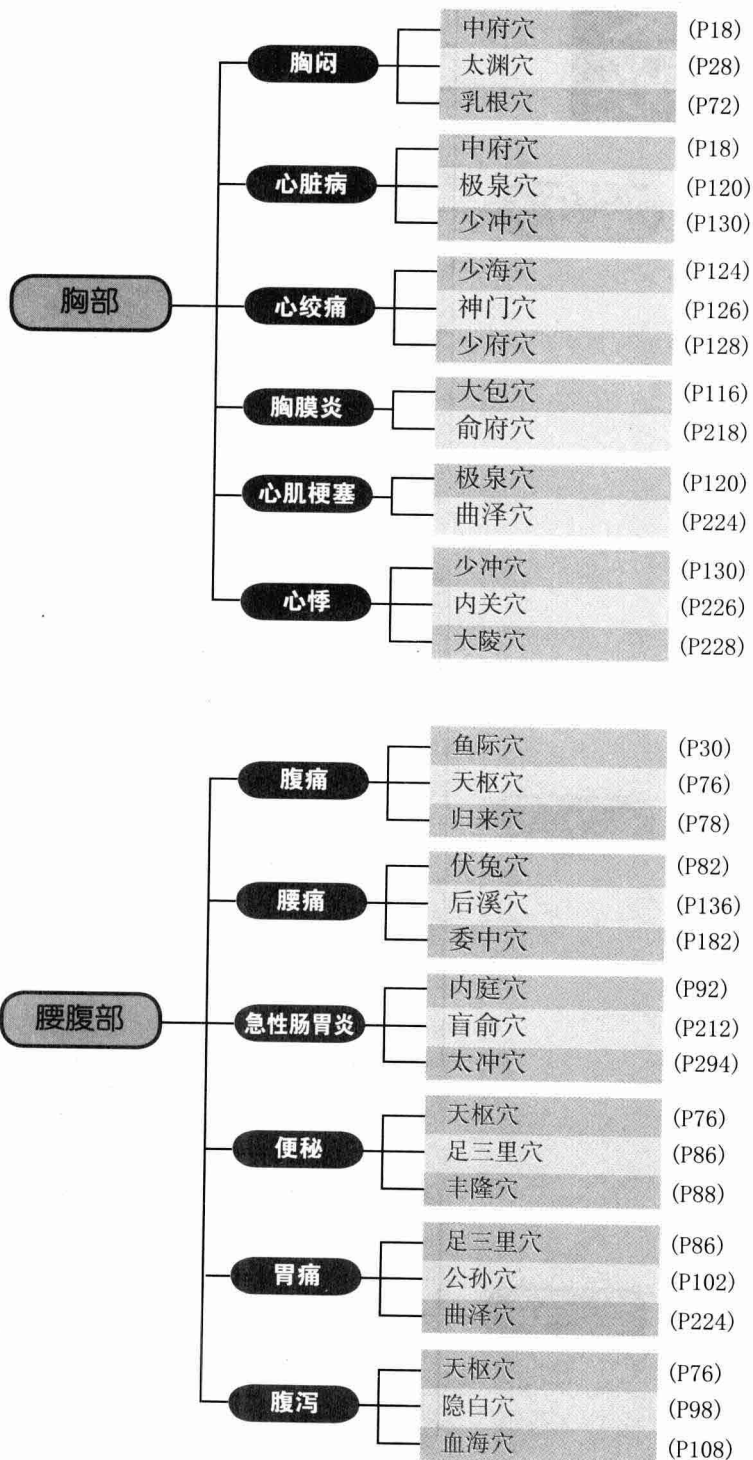 胸部
胸闷
中府穴 (P18)
太渊穴 (P28)
乳根穴 (P72)
心脏病
中府穴 (P18)
极泉穴 (P120)
少冲穴 (P130)
心绞痛
少海穴 (P124)
神门穴 (P126)
少府穴 (P128)
胸膜炎
大包穴 (P116)
俞府穴 (P218)
心肌梗塞
极泉穴 (P120)
曲泽穴 (P224)
心悸
少冲穴 (P130)
内关穴 (P226)
大陵穴 (P228)
腰腹部
腹痛
鱼际穴 (P30)
天枢穴 (P76)
归来穴 (P78)
腰痛
伏兔穴 (P82)
后溪穴 (P136)
委中穴 (P182)
急性肠胃炎
内庭穴 (P92)
盲俞穴 (P212)
太冲穴 (P294)
便秘
天枢穴 (P76)
足三里穴 (P86)
丰隆穴 (P88)
胃痛
足三里穴 (P86)
公孙穴 (P102)
曲泽穴 (P224)
腹泻
天枢穴 (P76)
隐白穴 (P98)
血海穴 (P108)